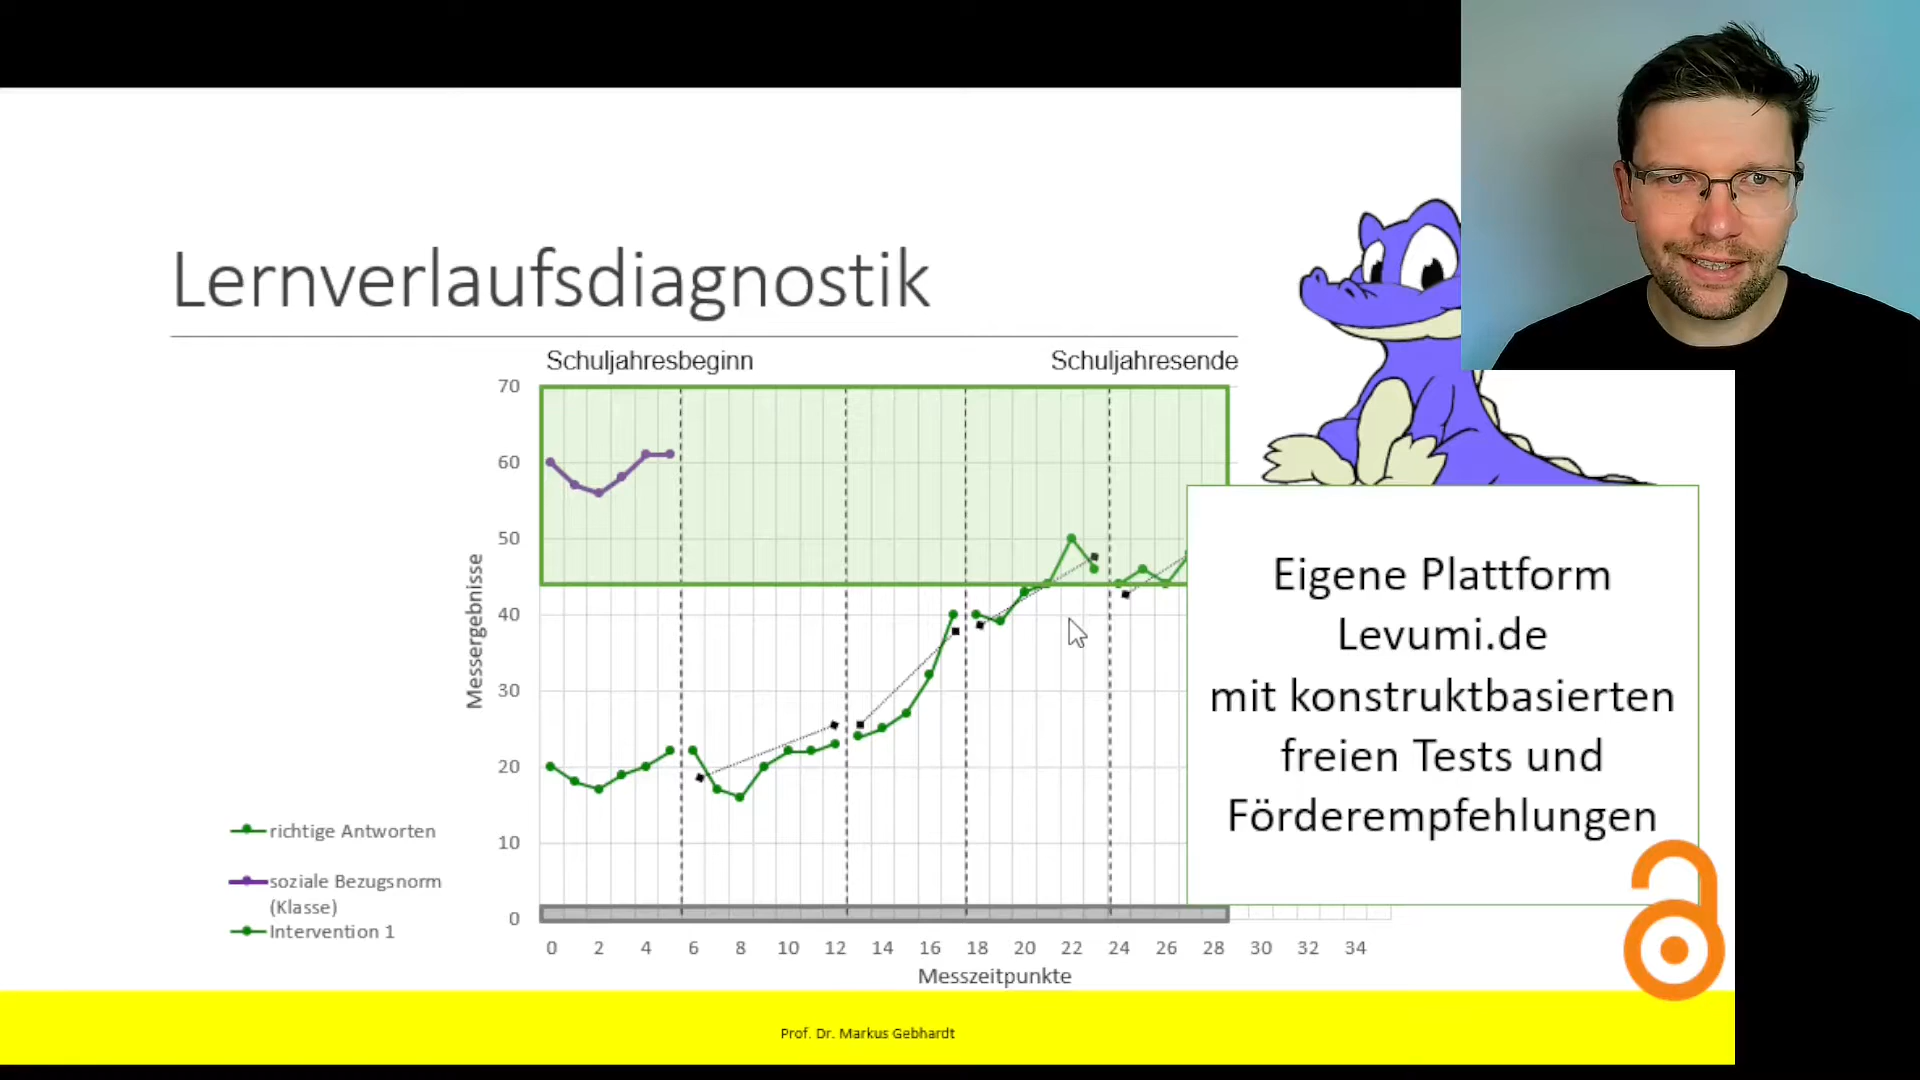 Lernverlaufsdiagnostik
Schuljahresbeginn
Schuljahresende
70
60
50
40
30
20
10
0
Messergebnisse
richtige Antworten
soziale Bezugsnorm
(Klasse)
Intervention 1
0 2 4 6 8 10 12 14 16 18 20 22 24 26 28 30 32 34
Messzeitpunkte
Eigene Plattform
Levumi.de
mit konstruktbasierten
freien Tests und
Förderempfehlungen
Prof. Dr. Markus Gebhardt